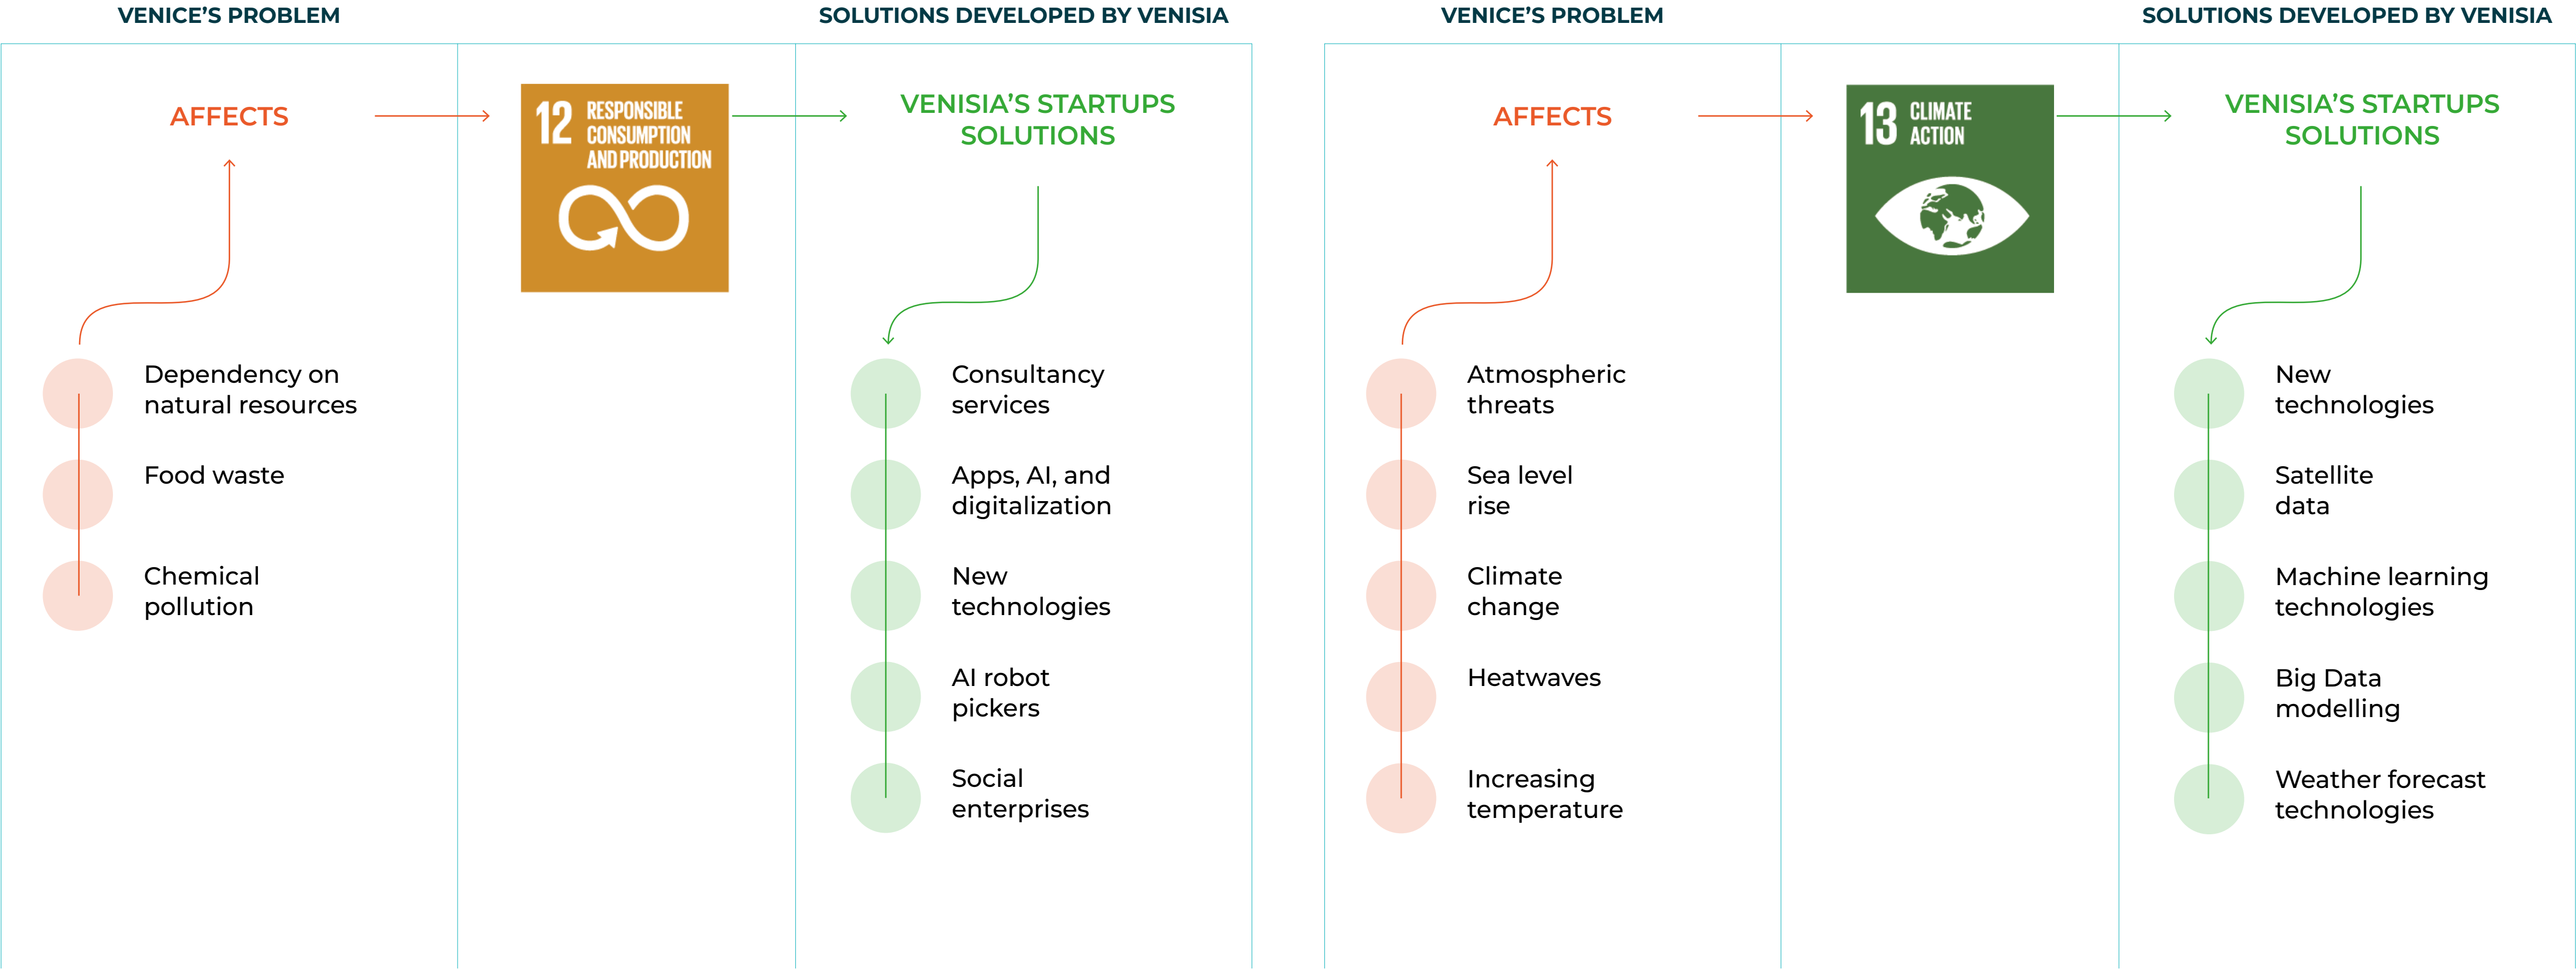 VENICE’S PROBLEM
SOLUTIONS DEVELOPED BY VENISIA
AFFECTS
12
RESPONSIBLE
CONSUMPTION
AND PRODUCTION
VENISIA’S STARTUPS
SOLUTIONS
Dependency on
natural resources
Food waste
Chemical
pollution
Consultancy
services
Apps, AI, and
digitalization
New
technologies
AI robot
pickers
Social
enterprises
VENICE’S PROBLEM
SOLUTIONS DEVELOPED BY VENISIA
AFFECTS
13
CLIMATE
ACTION
VENISIA’S STARTUPS
SOLUTIONS
Atmospheric
threats
Sea level
rise
Climate
change
Heatwaves
Increasing
temperature
New
technologies
Satellite
data
Machine learning
technologies
Big Data
modelling
Weather forecast
technologies